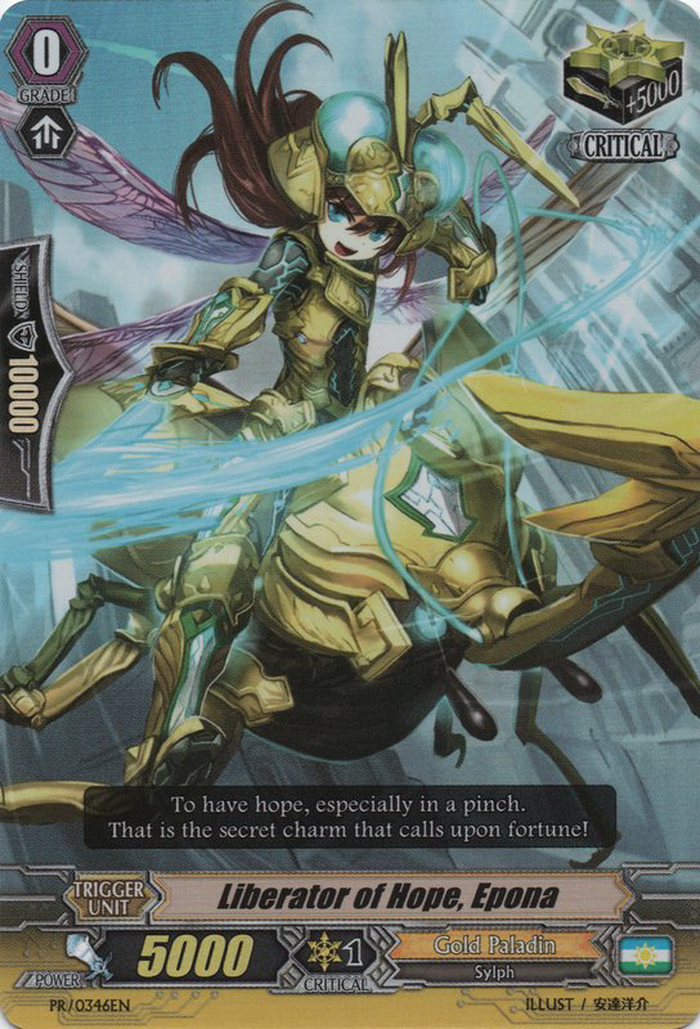 0
GRADE
+5000
CRITICAL
SHIELD
10000
To have hope, especially in a pinch.
That is the secret charm that calls upon fortune!
TRIGGER
UNIT
Liberator of Hope, Epona
POWER
5000
1
CRITICAL
Gold Paladin
Sylph
PR/0346EN
ILLUST / 安達洋介